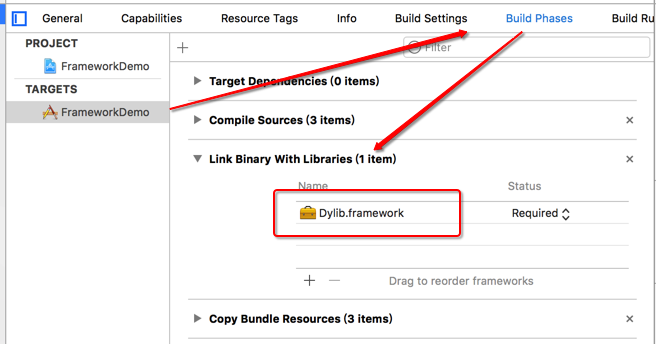 General Capabilities Resource Tags Info Build Settings Build Phases Build Ru
PROJECT
FrameworkDemo
TARGETS
FrameworkDemo
Filter
Target Dependencies (0 items)
Compile Sources (3 items)
Link Binary With Libraries (1 item)
Name Status
Dylib.framework Required
Drag to reorder frameworks
Copy Bundle Resources (3 items)